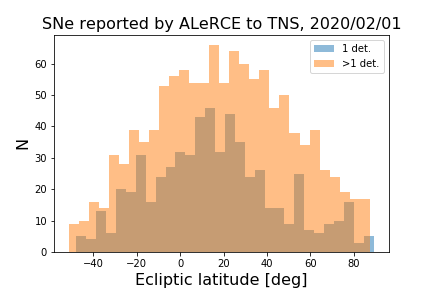 SNe reported by ALeRCE to TNS, 2020/02/01
1 det.
>1 det.
N
60
50
40
30
20
10
0
−40 −20 0 20 40 60 80
Ecliptic latitude [deg]